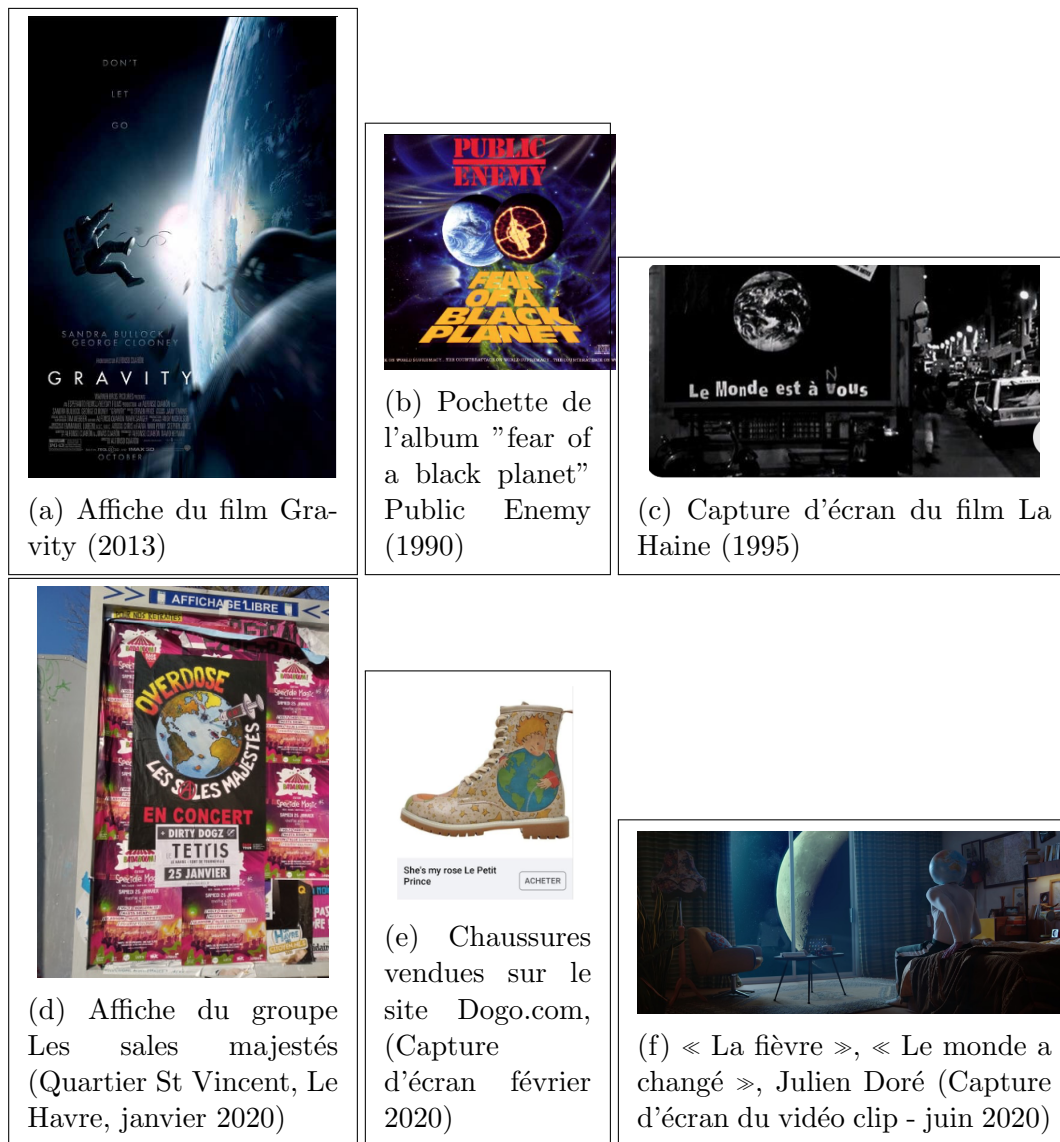 DON'T
LET
GO
SANDRA BULLOCK
GEORGE CLOONEY
GRAVITY
OCTOBER
(a) Affiche du film Gra-
vity (2013)
PUBLIC
ENEMY
FEAR
OF A
BLACK
PLANET
(b) Pochette de
l'album ”fear of
a black planet”
Public Enemy
(1990)
N
Le Monde est à Vous
(c) Capture d'écran du film La
Haine (1995)
>> AFFICHAGE LIBRE <<
OVERDOSE
LES SALES MAJESTÉS
EN CONCERT
DIRTY DOGZ
TETRIS
25 JANVIER
(d) Affiche du groupe
Les sales majestés
(Quartier St Vincent, Le
Havre, janvier 2020)
She's my rose Le Petit
Prince
ACHETER
(e) Chaussures
vendues sur le
site Dogo.com,
(Capture
d'écran février
2020)
(f) « La fièvre », « Le monde a
changé », Julien Doré (Capture
d'écran du vidéo clip - juin 2020)